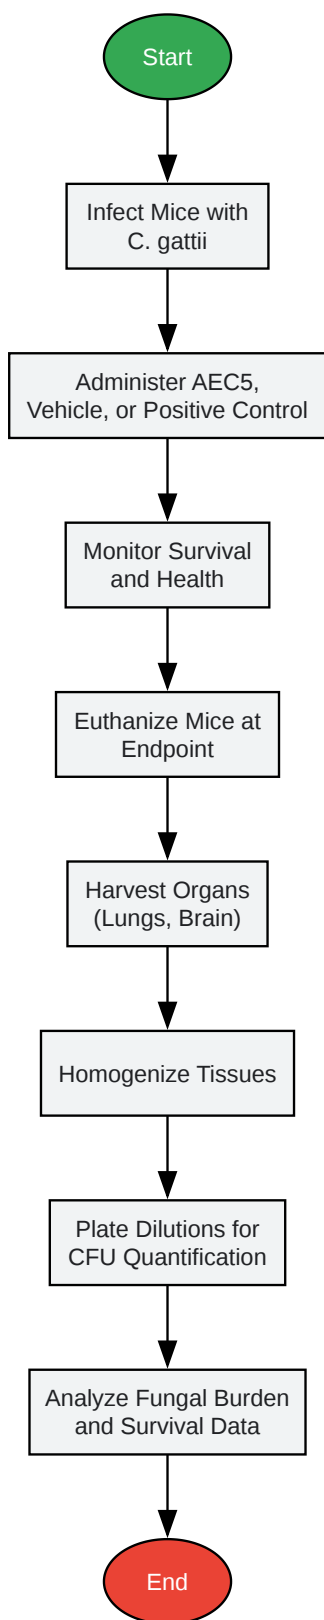 Start
Infect Mice with
C. gattii
Administer AEC5,
Vehicle, or Positive Control
Monitor Survival
and Health
Euthanize Mice at
Endpoint
Harvest Organs
(Lungs, Brain)
Homogenize Tissues
Plate Dilutions for
CFU Quantification
Analyze Fungal Burden
and Survival Data
End